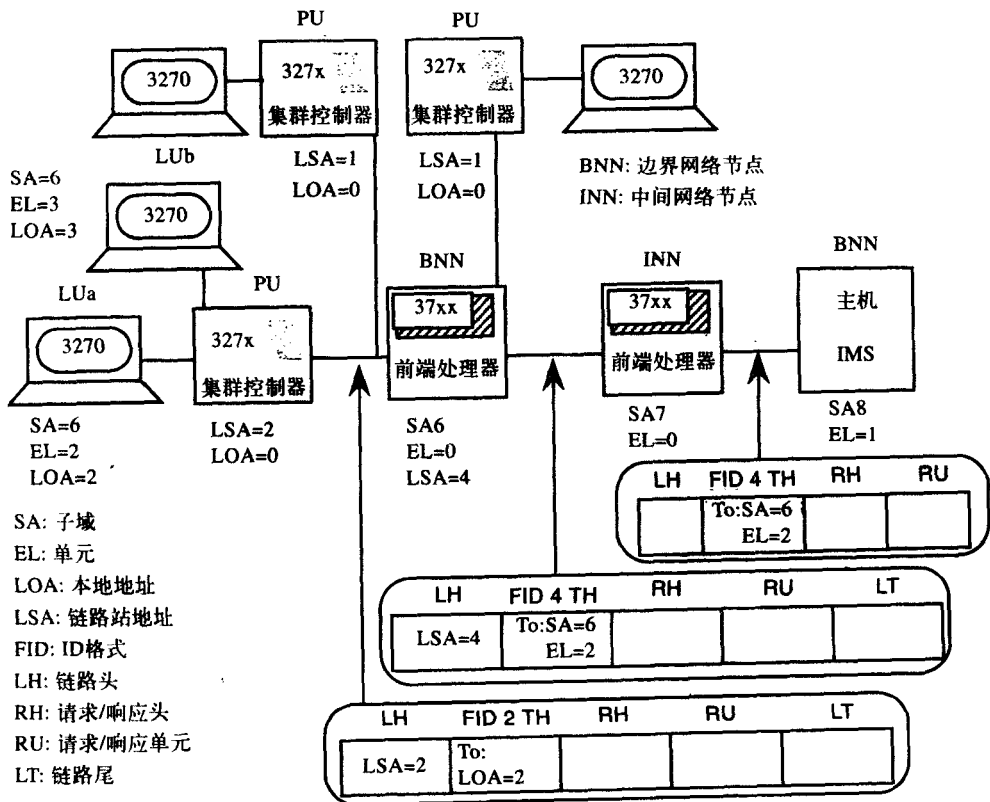 PU
PU
3270
327x
集群控制器
327x
集群控制器
3270
LUb
LSA=1
LOA=0
LSA=1
LOA=0
BNN: 边界网络节点
INN: 中间网络节点
SA=6
EL=3
LOA=3
3270
BNN
INN
BNN
LUa
PU
3270
327x
集群控制器
37xx
前端处理器
37xx
前端处理器
主机
IMS
SA=6
EL=2
LOA=2
LSA=2
LOA=0
SA6
EL=0
LSA=4
SA7
EL=0
SA8
EL=1
LH FID 4 TH RH RU
To:SA=6
EL=2
LH FID 4 TH RH RU LT
LSA=4
To:SA=6
EL=2
LH FID 2 TH RH RU LT
LSA=2
To:
LOA=2
SA: 子域
EL: 单元
LOA: 本地地址
LSA: 链路站地址
FID: ID格式
LH: 链路头
RH: 请求/响应头
RU: 请求/响应单元
LT: 链路尾